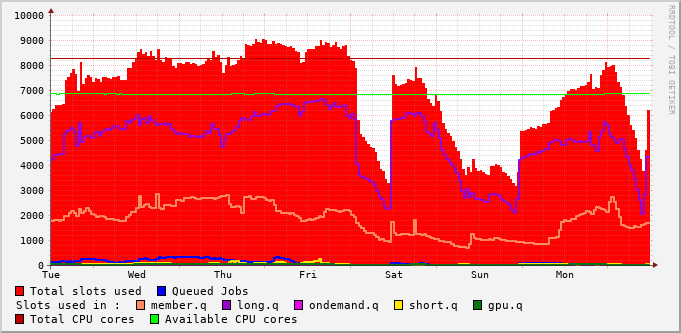 10000
9000
8000
7000
6000
5000
4000
3000
2000
1000
0
Tue Wed Thu Fri Sat Sun Mon
RRDTOOL / TOBI OETIKER
Total slots used Queued Jobs
Slots used in : member.q long.q ondemand.q short.q gpu.q
Total CPU cores Available CPU cores